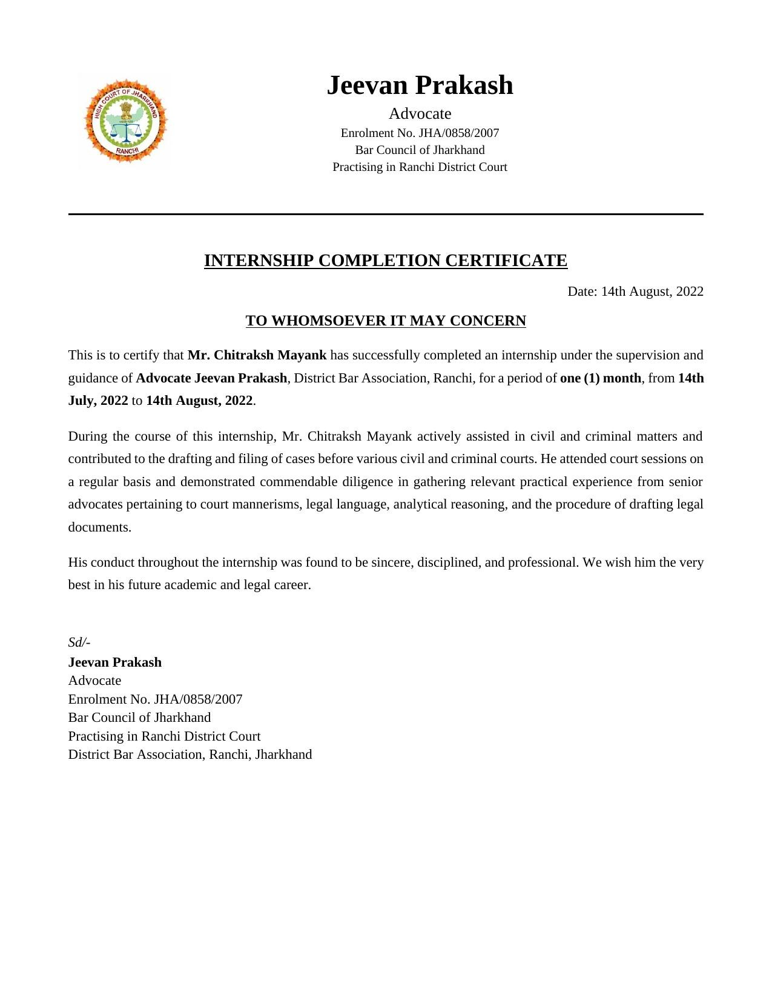 HIGH COURT OF JHARKHAND
RANCHI
Jeevan Prakash
Advocate
Enrolment No. JHA/0858/2007
Bar Council of Jharkhand
Practising in Ranchi District Court
INTERNSHIP COMPLETION CERTIFICATE
Date: 14th August, 2022
TO WHOMSOEVER IT MAY CONCERN
This is to certify that Mr. Chitraksh Mayank has successfully completed an internship under the supervision and
guidance of Advocate Jeevan Prakash, District Bar Association, Ranchi, for a period of one (1) month, from 14th
July, 2022 to 14th August, 2022.
During the course of this internship, Mr. Chitraksh Mayank actively assisted in civil and criminal matters and
contributed to the drafting and filing of cases before various civil and criminal courts. He attended court sessions on
a regular basis and demonstrated commendable diligence in gathering relevant practical experience from senior
advocates pertaining to court mannerisms, legal language, analytical reasoning, and the procedure of drafting legal
documents.
His conduct throughout the internship was found to be sincere, disciplined, and professional. We wish him the very
best in his future academic and legal career.
Sd/-
Jeevan Prakash
Advocate
Enrolment No. JHA/0858/2007
Bar Council of Jharkhand
Practising in Ranchi District Court
District Bar Association, Ranchi, Jharkhand